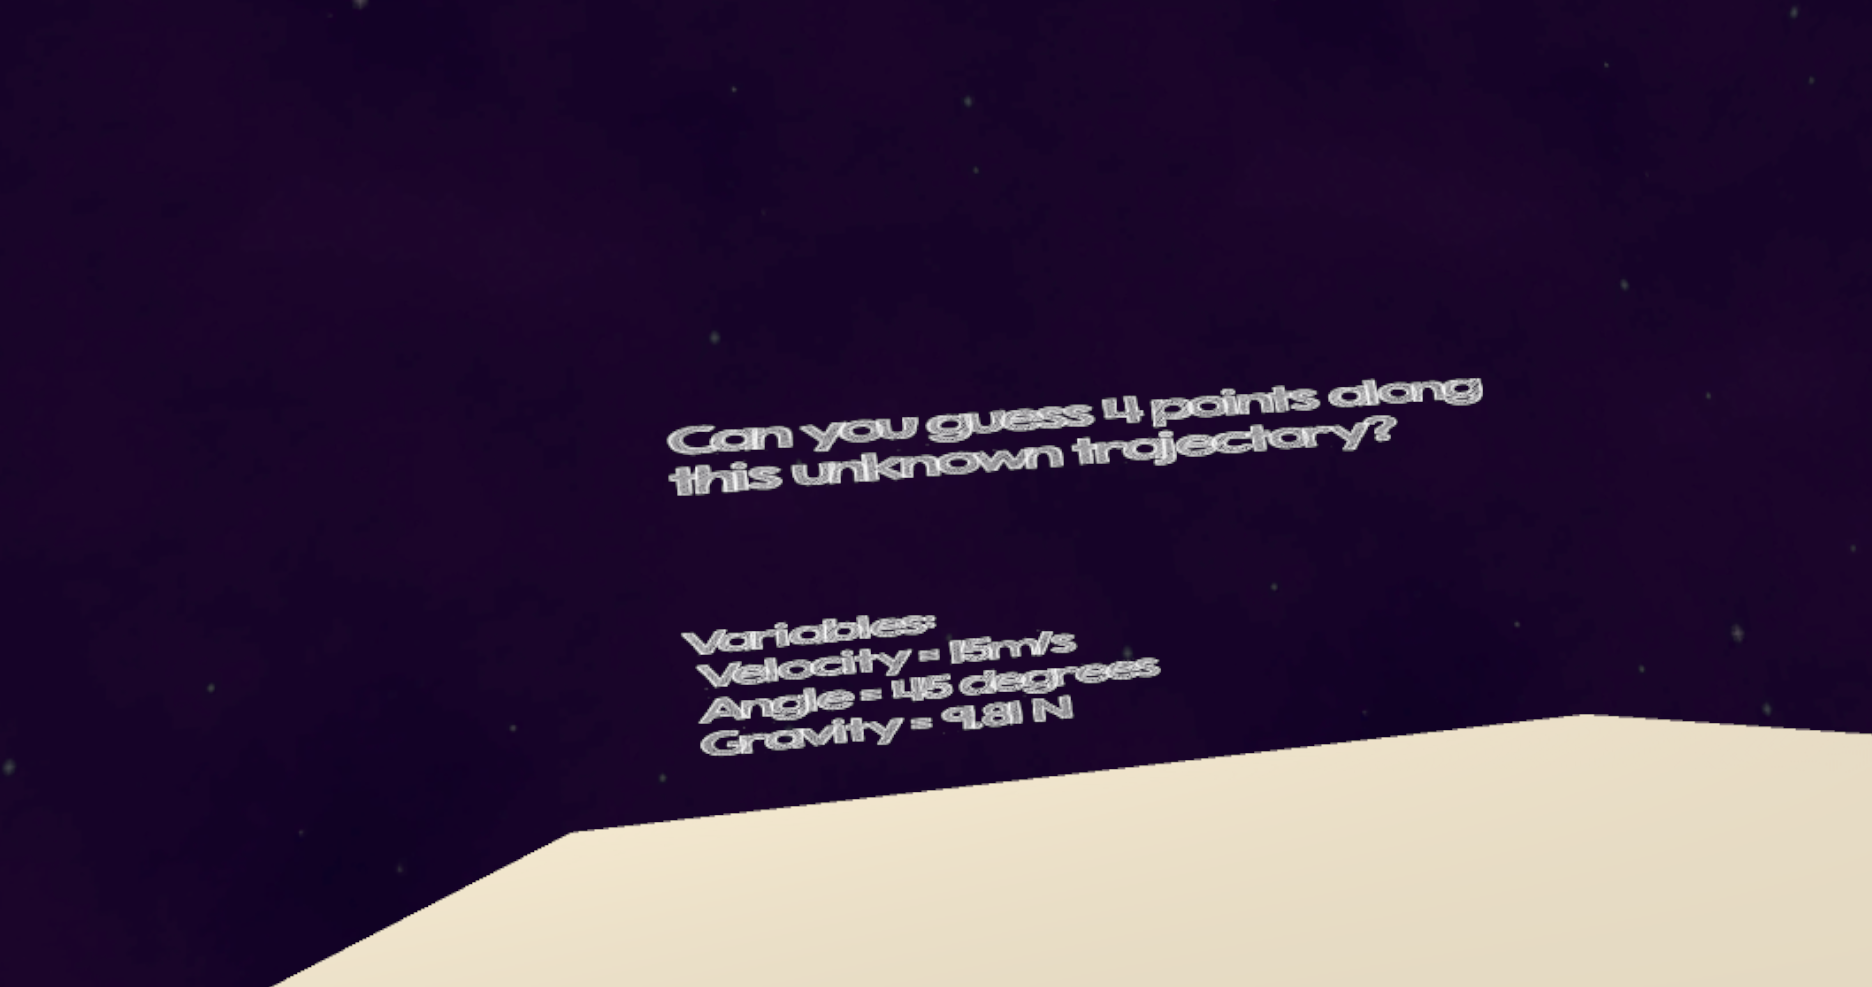 Can you guess 4 points along
this unknown trajectory?
Variables:
Velocity = 15m/s
Angle = 45 degrees
Gravity = 9.81 N